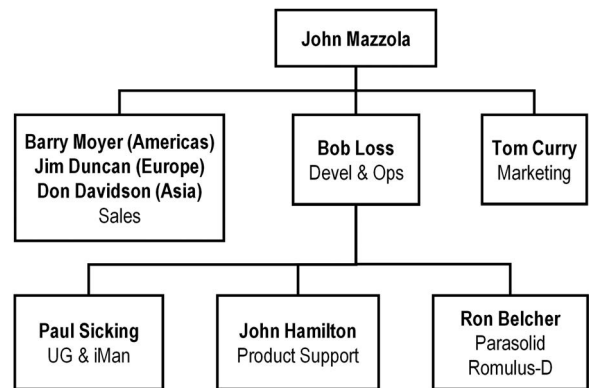 John Mazzola
Barry Moyer (Americas)
Jim Duncan (Europe)
Don Davidson (Asia)
Sales
Bob Loss
Devel & Ops
Tom Curry
Marketing
Paul Sicking
UG & iMan
John Hamilton
Product Support
Ron Belcher
Parasolid
Romulus-D